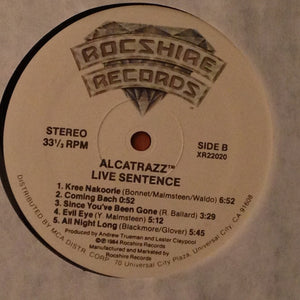 ROCSHIRE
RECORDS
STEREO
33⅓ RPM
SIDE B
XR22020
ALCATRAZZ™
LIVE SENTENCE
1. Kree Nakoorie (Bonnet/Malmsteen/Waldo) 6:52
2. Coming Bach (Y. Malmsteen) :52
3. Since You've Been Gone (R. Ballard) 3:29
4. Evil Eye (Y. Malmsteen) 5:11
5. All Night Long (Blackmore/Glover) 5:45
Produced by Andrew Trueman and Lester Claypool
©℗1984 Rocshire Records
Manufactured and Marketed by
Rocshire Records
DISTRIBUTED BY MCA DISTR. CORP. 70 Universal City Plaza, Universal City, CA 91608